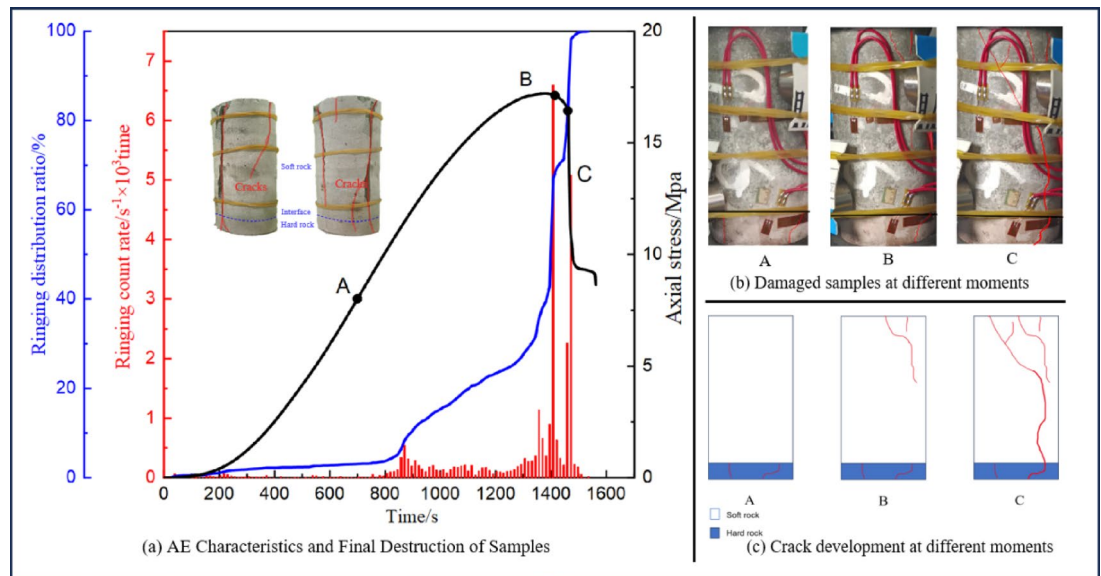 Ringing distribution ratio/%
100
80
60
40
20
0
Ringing count rate/s⁻¹×10³time
7
6
5
4
3
2
1
0
Cracks
Cracks
Soft rock
Interface
Hard rock
A
B
C
20
15
10
5
0
Axial stress/Mpa
0 200 400 600 800 1000 1200 1400 1600
Time/s
(a) AE Characteristics and Final Destruction of Samples
A B C
(b) Damaged samples at different moments
A B C
Soft rock
Hard rock
(c) Crack development at different moments